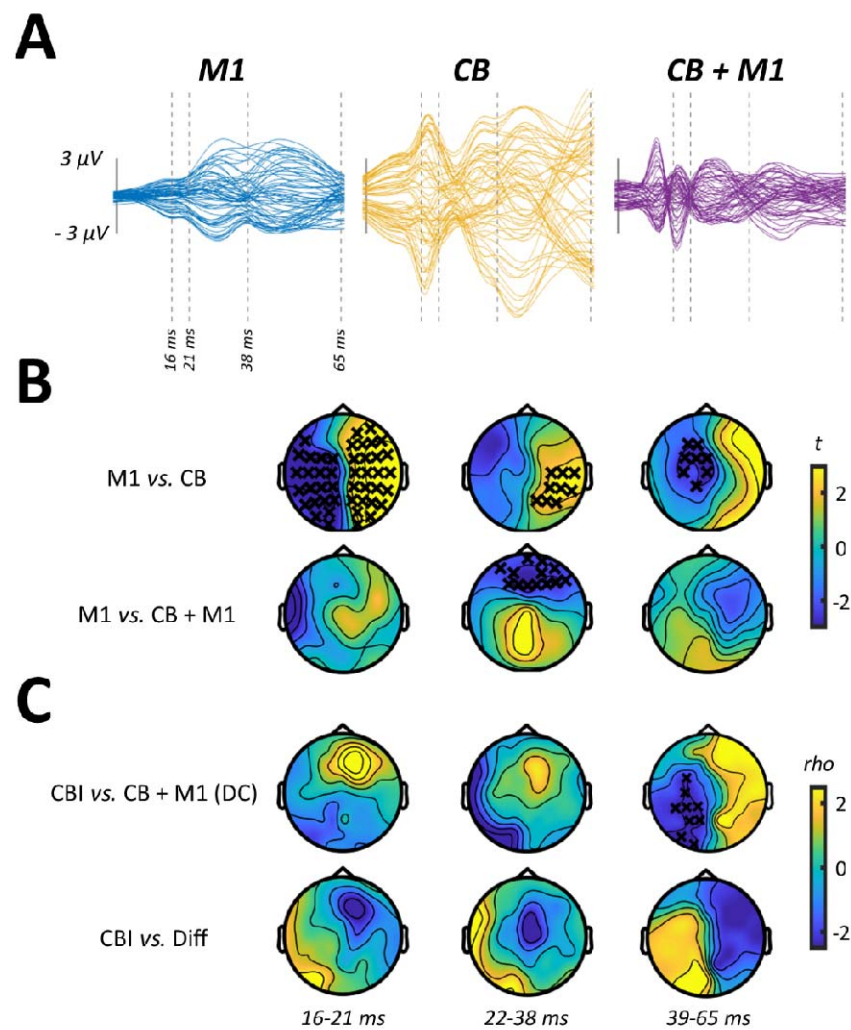 A
M1 CB CB + M1
3 µV
- 3 µV
16 ms 21 ms 38 ms 65 ms
B
t
M1 vs. CB
2
0
M1 vs. CB + M1
-2
C
rho
CBI vs. CB + M1 (DC)
2
0
CBI vs. Diff
-2
16-21 ms 22-38 ms 39-65 ms